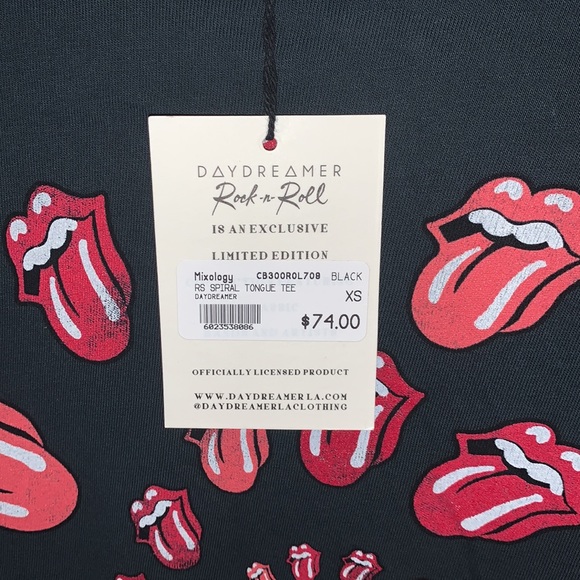 DAYDREAMER
Rock-n-Roll
IS AN EXCLUSIVE
LIMITED EDITION
Mixology CB300ROL709 BLACK
RS SPIRAL TONGUE TEE
DAYDREAMER XS
6023538086 $74.00
OFFICIALLY LICENSED PRODUCT
WWW.DAYDREAMERLA.COM
@DAYDREAMERLACLOTHING